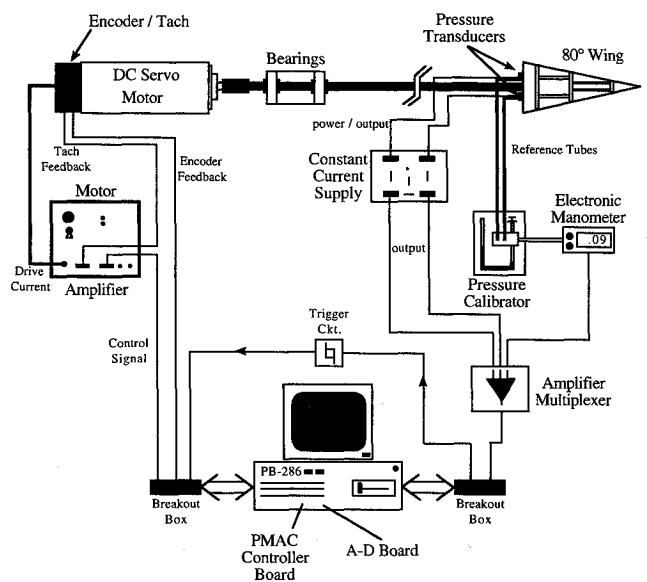 Encoder / Tach
Pressure
Transducers
80° Wing
DC Servo
Motor
Bearings
power / output
Tach
Feedback
Encoder
Feedback
Constant
Current
Supply
Reference Tubes
Motor
Electronic
Manometer
.09
output
Drive
Current
Amplifier
Pressure
Calibrator
Trigger
Ckt.
Control
Signal
Amplifier
Multiplexer
PB-286
Breakout
Box
Breakout
Box
PMAC
Controller
Board
A-D Board